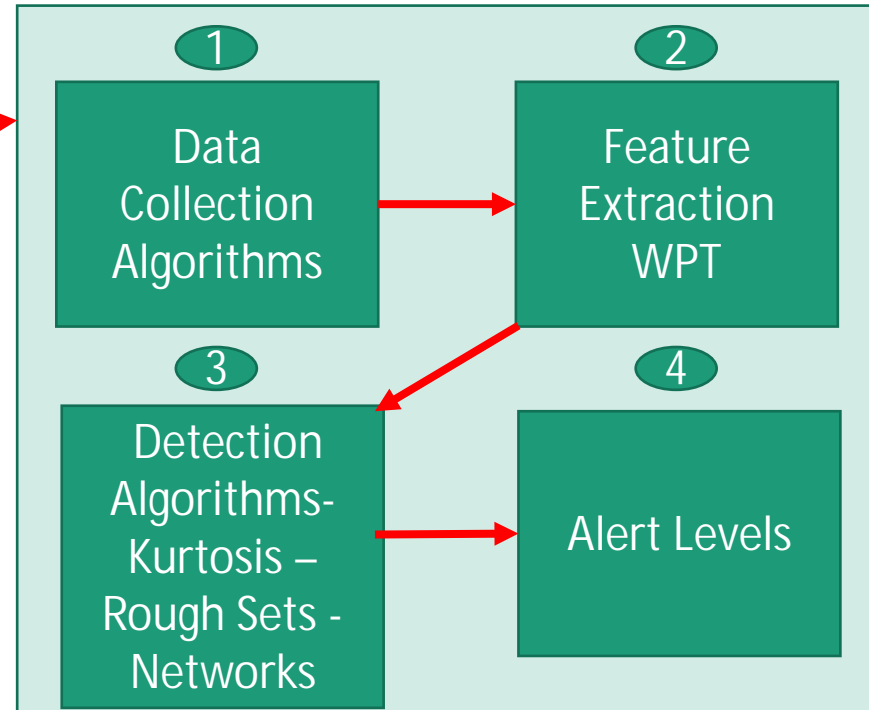 1
Data
Collection
Algorithms
2
Feature
Extraction
WPT
3
Detection
Algorithms-
Kurtosis –
Rough Sets -
Networks
4
Alert Levels